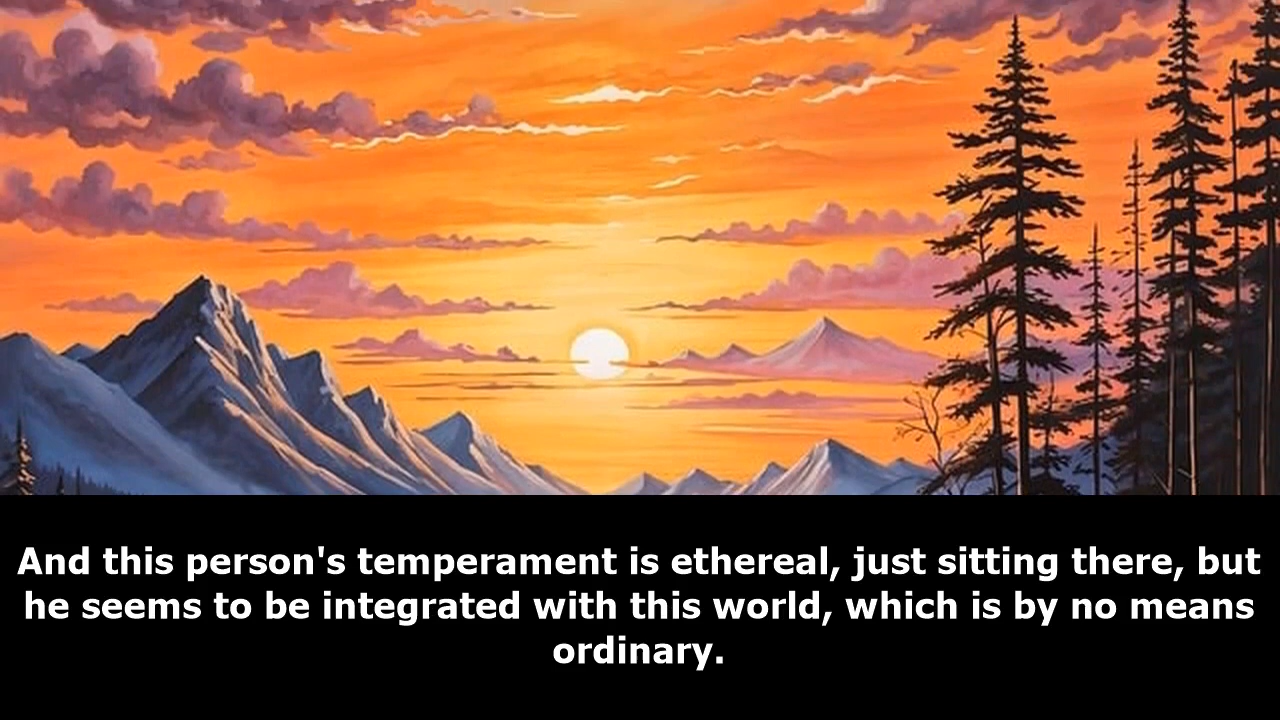 And this person's temperament is ethereal, just sitting there, but
he seems to be integrated with this world, which is by no means
ordinary.